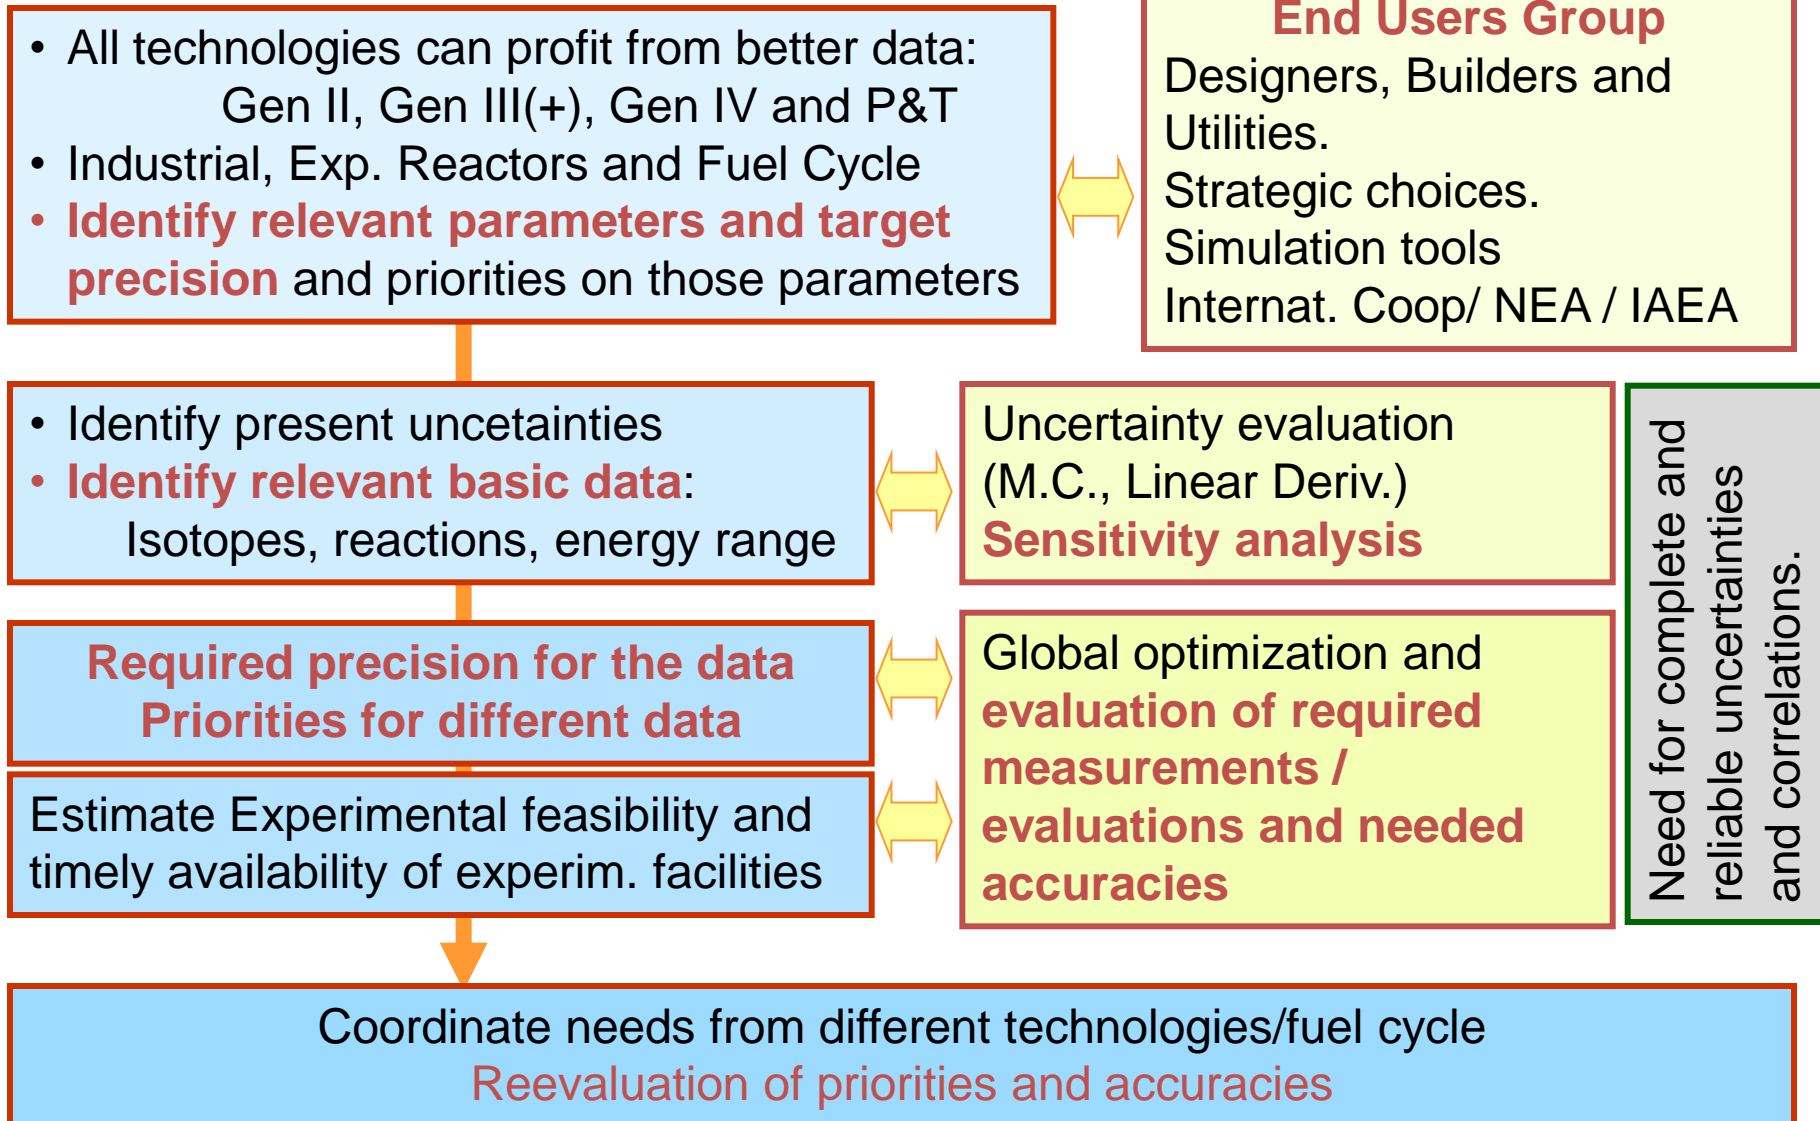 • All technologies can profit from better data:
Gen II, Gen III(+), Gen IV and P&T
• Industrial, Exp. Reactors and Fuel Cycle
• Identify relevant parameters and target
precision and priorities on those parameters
End Users Group
Designers, Builders and
Utilities.
Strategic choices.
Simulation tools
Internat. Coop/ NEA / IAEA
• Identify present uncetainties
• Identify relevant basic data:
Isotopes, reactions, energy range
Uncertainty evaluation
(M.C., Linear Deriv.)
Sensitivity analysis
Need for complete and
reliable uncertainties
and correlations.
Required precision for the data
Priorities for different data
Global optimization and
evaluation of required
measurements /
evaluations and needed
accuracies
Estimate Experimental feasibility and
timely availability of experim. facilities
Coordinate needs from different technologies/fuel cycle
Reevaluation of priorities and accuracies